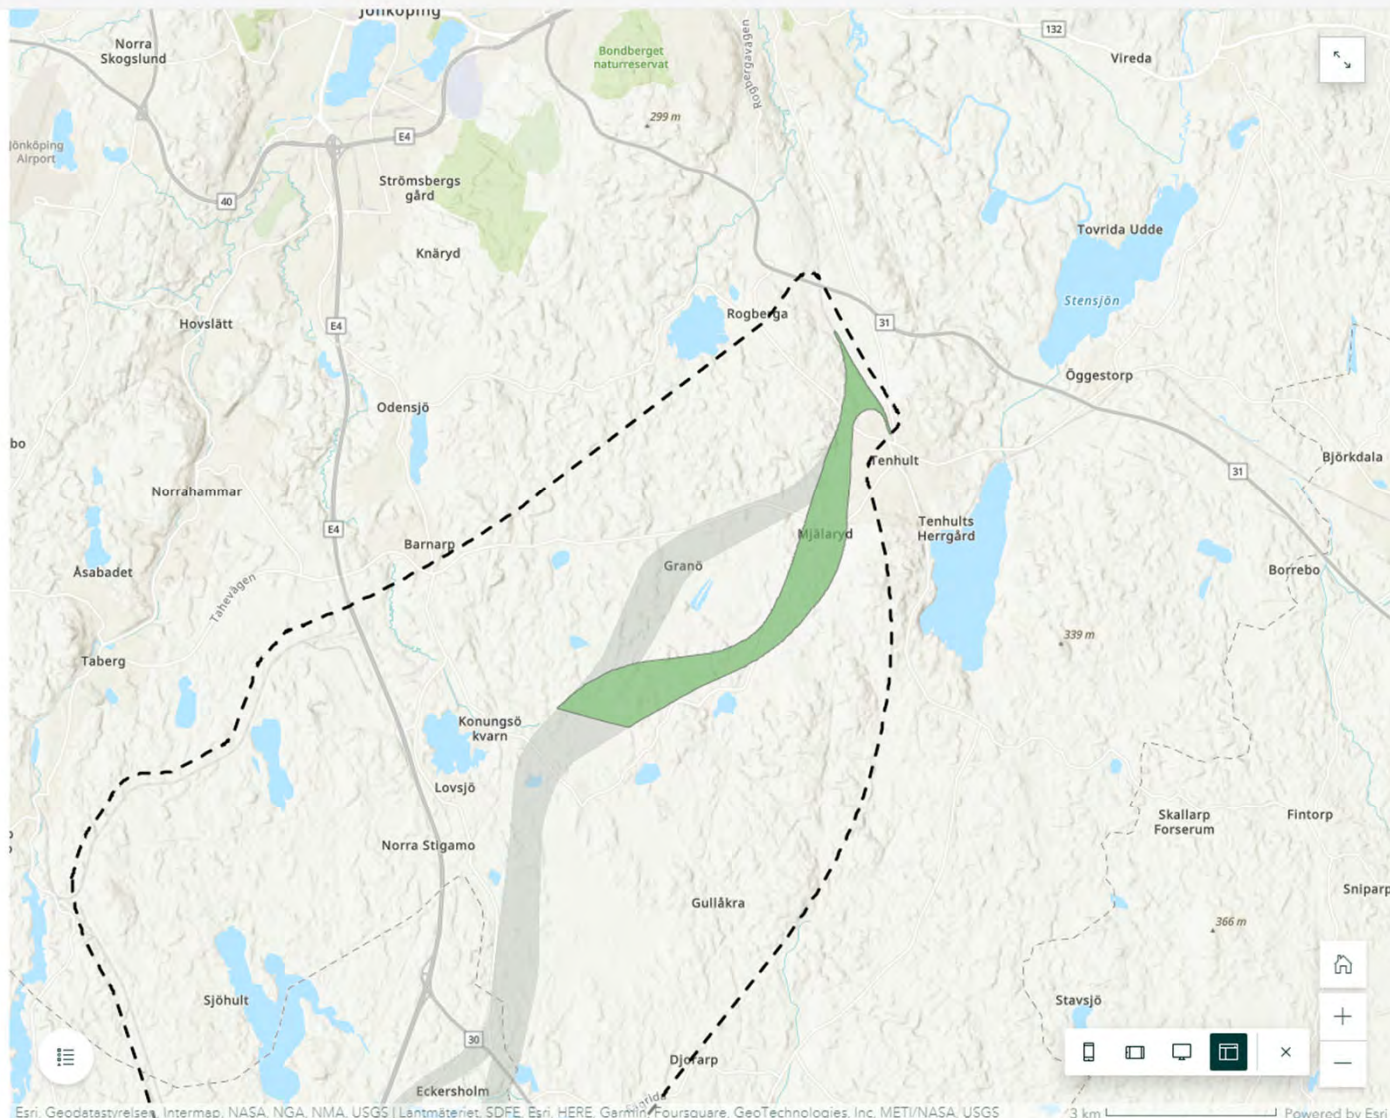 Jönköping
132
Norra
Skogslund
Bondberget
naturreservat
Rogbergavägen
Vireda
299 m
E4
Jönköping
Airport
Strömsbergs
gård
40
Knäryd
Tovrida Udde
Stensjön
Hovslätt
E4
Rogberga
31
Öggestorp
Odensjö
bo
Tenhult
Björkdala
31
Norrahammar
E4
Tenhults
Herrgård
Mjälaryd
Barnarp
Granö
Åsabadet
Borrebo
Tahevägen
339 m
Taberg
Konungsö
kvarn
Lovsjö
Skallarp
Forserum
Fintorp
Norra Stigamo
Gullåkra
Sniparp
366 m
Sjöhult
Stavsjö
30
Djorarp
Eckersholm
Esri, Geodatastyrelsen, Intermap, NASA, NGA, NMA, USGS | Lantmäteriet, SDFE, Esri, HERE, Garmin, Foursquare, GeoTechnologies, Inc, METI/NASA, USGS
3 km
Powered by Esri